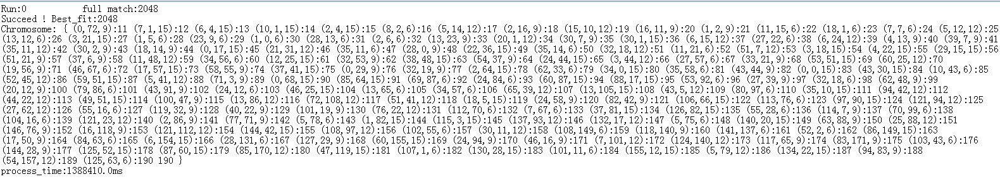 Run:0 full match:2048
Succeed ! Best_fit:2048
Chromosome: { (0,72,9):11 (7,1,15):12 (6,4,15):13 (10,1,15):14 (2,4,15):15 (8,2,6):16 (5,14,12):17 (2,16,9):18 (15,10,12):19 (16,11,9):20 (1,2,9):21 (11,15,6):22 (18,1,6):23 (7,7,6):24 (5,12,12):25
(13,12,6):26 (3,21,15):27 (1,5,6):28 (23,9,6):29 (1,0,6):30 (28,13,6):31 (2,6,6):32 (13,23,9):33 (20,1,12):34 (30,7,9):35 (30,1,15):36 (6,15,12):37 (27,22,6):38 (6,24,12):39 (4,13,9):40 (39,7,9):41
(35,11,12):42 (30,2,9):43 (18,14,9):44 (0,17,15):45 (21,31,12):46 (35,11,6):47 (28,0,9):48 (22,36,15):49 (35,14,6):50 (32,18,12):51 (11,21,6):52 (51,7,12):53 (3,18,15):54 (4,22,15):55 (29,15,15):56
(51,21,9):57 (37,6,9):58 (11,48,12):59 (34,56,6):60 (12,25,15):61 (32,53,9):62 (38,48,15):63 (54,37,9):64 (24,44,15):65 (3,44,12):66 (27,57,6):67 (33,21,9):68 (53,51,15):69 (60,25,12):70
(19,56,9):71 (46,67,6):72 (17,57,15):73 (58,55,9):74 (37,41,15):75 (0,29,9):76 (32,19,9):77 (2,64,15):78 (62,33,6):79 (34,0,15):80 (35,58,6):81 (43,44,9):82 (0,0,15):83 (43,30,15):84 (10,43,6):85
(52,45,12):86 (59,51,15):87 (5,41,12):88 (71,3,9):89 (0,68,15):90 (85,64,15):91 (69,87,6):92 (24,84,6):93 (60,87,15):94 (88,17,15):95 (53,92,6):96 (27,39,9):97 (32,18,6):98 (62,48,9):99
(20,12,9):100 (79,86,6):101 (43,91,9):102 (24,12,6):103 (46,25,15):104 (13,65,6):105 (34,57,6):106 (65,39,12):107 (13,105,15):108 (43,5,12):109 (80,97,6):110 (35,10,15):111 (94,42,12):112
(44,22,12):113 (49,51,15):114 (100,47,9):115 (13,86,12):116 (72,108,12):117 (51,41,12):118 (18,5,15):119 (24,58,9):120 (82,42,9):121 (106,66,15):122 (113,76,6):123 (97,90,15):124 (121,94,12):125
(27,62,12):126 (55,16,6):127 (119,32,9):128 (40,22,9):129 (101,19,9):130 (76,22,12):131 (112,70,6):132 (7,67,6):133 (37,81,15):134 (126,82,15):135 (55,28,6):136 (114,7,9):137 (70,99,6):138
(104,16,6):139 (121,23,12):140 (2,86,9):141 (77,71,9):142 (5,78,6):143 (1,82,15):144 (115,3,15):145 (137,93,12):146 (132,17,12):147 (5,75,6):148 (140,20,15):149 (63,88,9):150 (25,88,12):151
(146,76,9):152 (16,118,9):153 (121,112,12):154 (144,42,15):155 (108,97,12):156 (102,55,6):157 (30,11,12):158 (108,149,6):159 (118,140,9):160 (141,137,6):161 (52,2,6):162 (86,149,15):163
(17,50,9):164 (84,63,6):165 (6,154,15):166 (28,131,6):167 (127,29,9):168 (60,155,15):169 (24,94,9):170 (46,16,9):171 (7,101,12):172 (124,140,12):173 (117,65,9):174 (83,171,9):175 (103,43,6):176
(144,28,9):177 (125,52,15):178 (87,60,15):179 (85,170,12):180 (47,119,15):181 (107,1,6):182 (130,28,15):183 (101,11,6):184 (155,12,15):185 (5,79,12):186 (134,22,15):187 (94,83,9):188
(54,157,12):189 (125,63,6):190 190 }
process_time:1388410.0ms